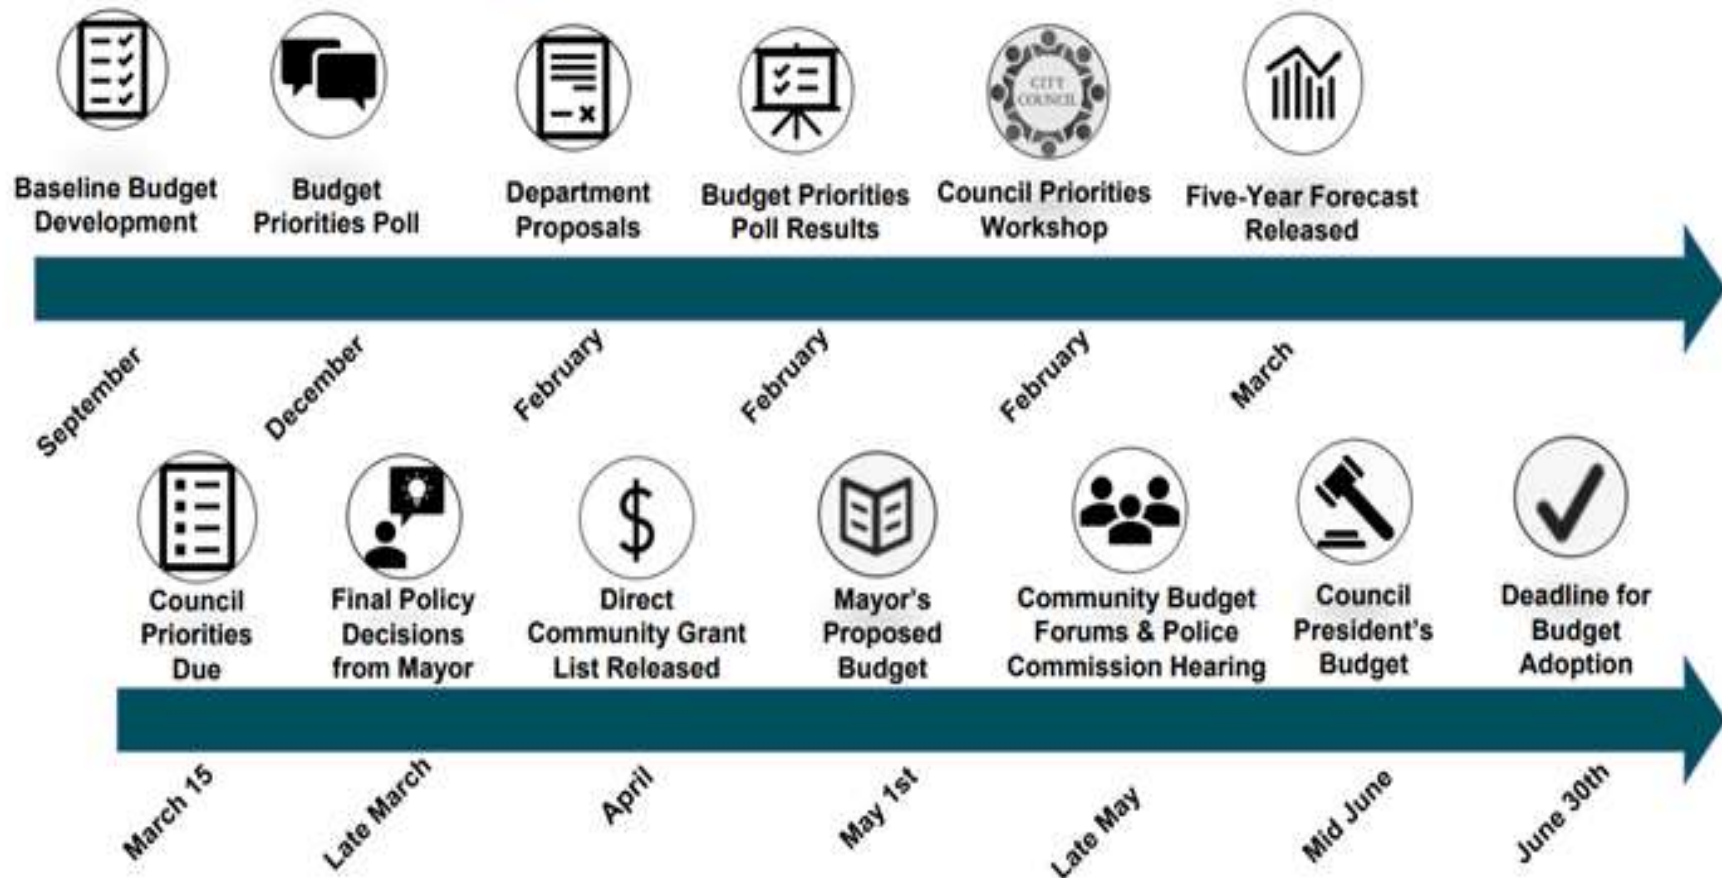 CITY
COUNCIL
Baseline Budget
Development
Budget
Priorities Poll
Department
Proposals
Budget Priorities
Poll Results
Council Priorities
Workshop
Five-Year Forecast
Released
September
December
February
February
February
March
Council
Priorities
Due
Final Policy
Decisions
from Mayor
Direct
Community Grant
List Released
Mayor's
Proposed
Budget
Community Budget
Forums & Police
Commission Hearing
Council
President's
Budget
Deadline for
Budget
Adoption
March 15
Late March
April
May 1st
Late May
Mid June
June 30th